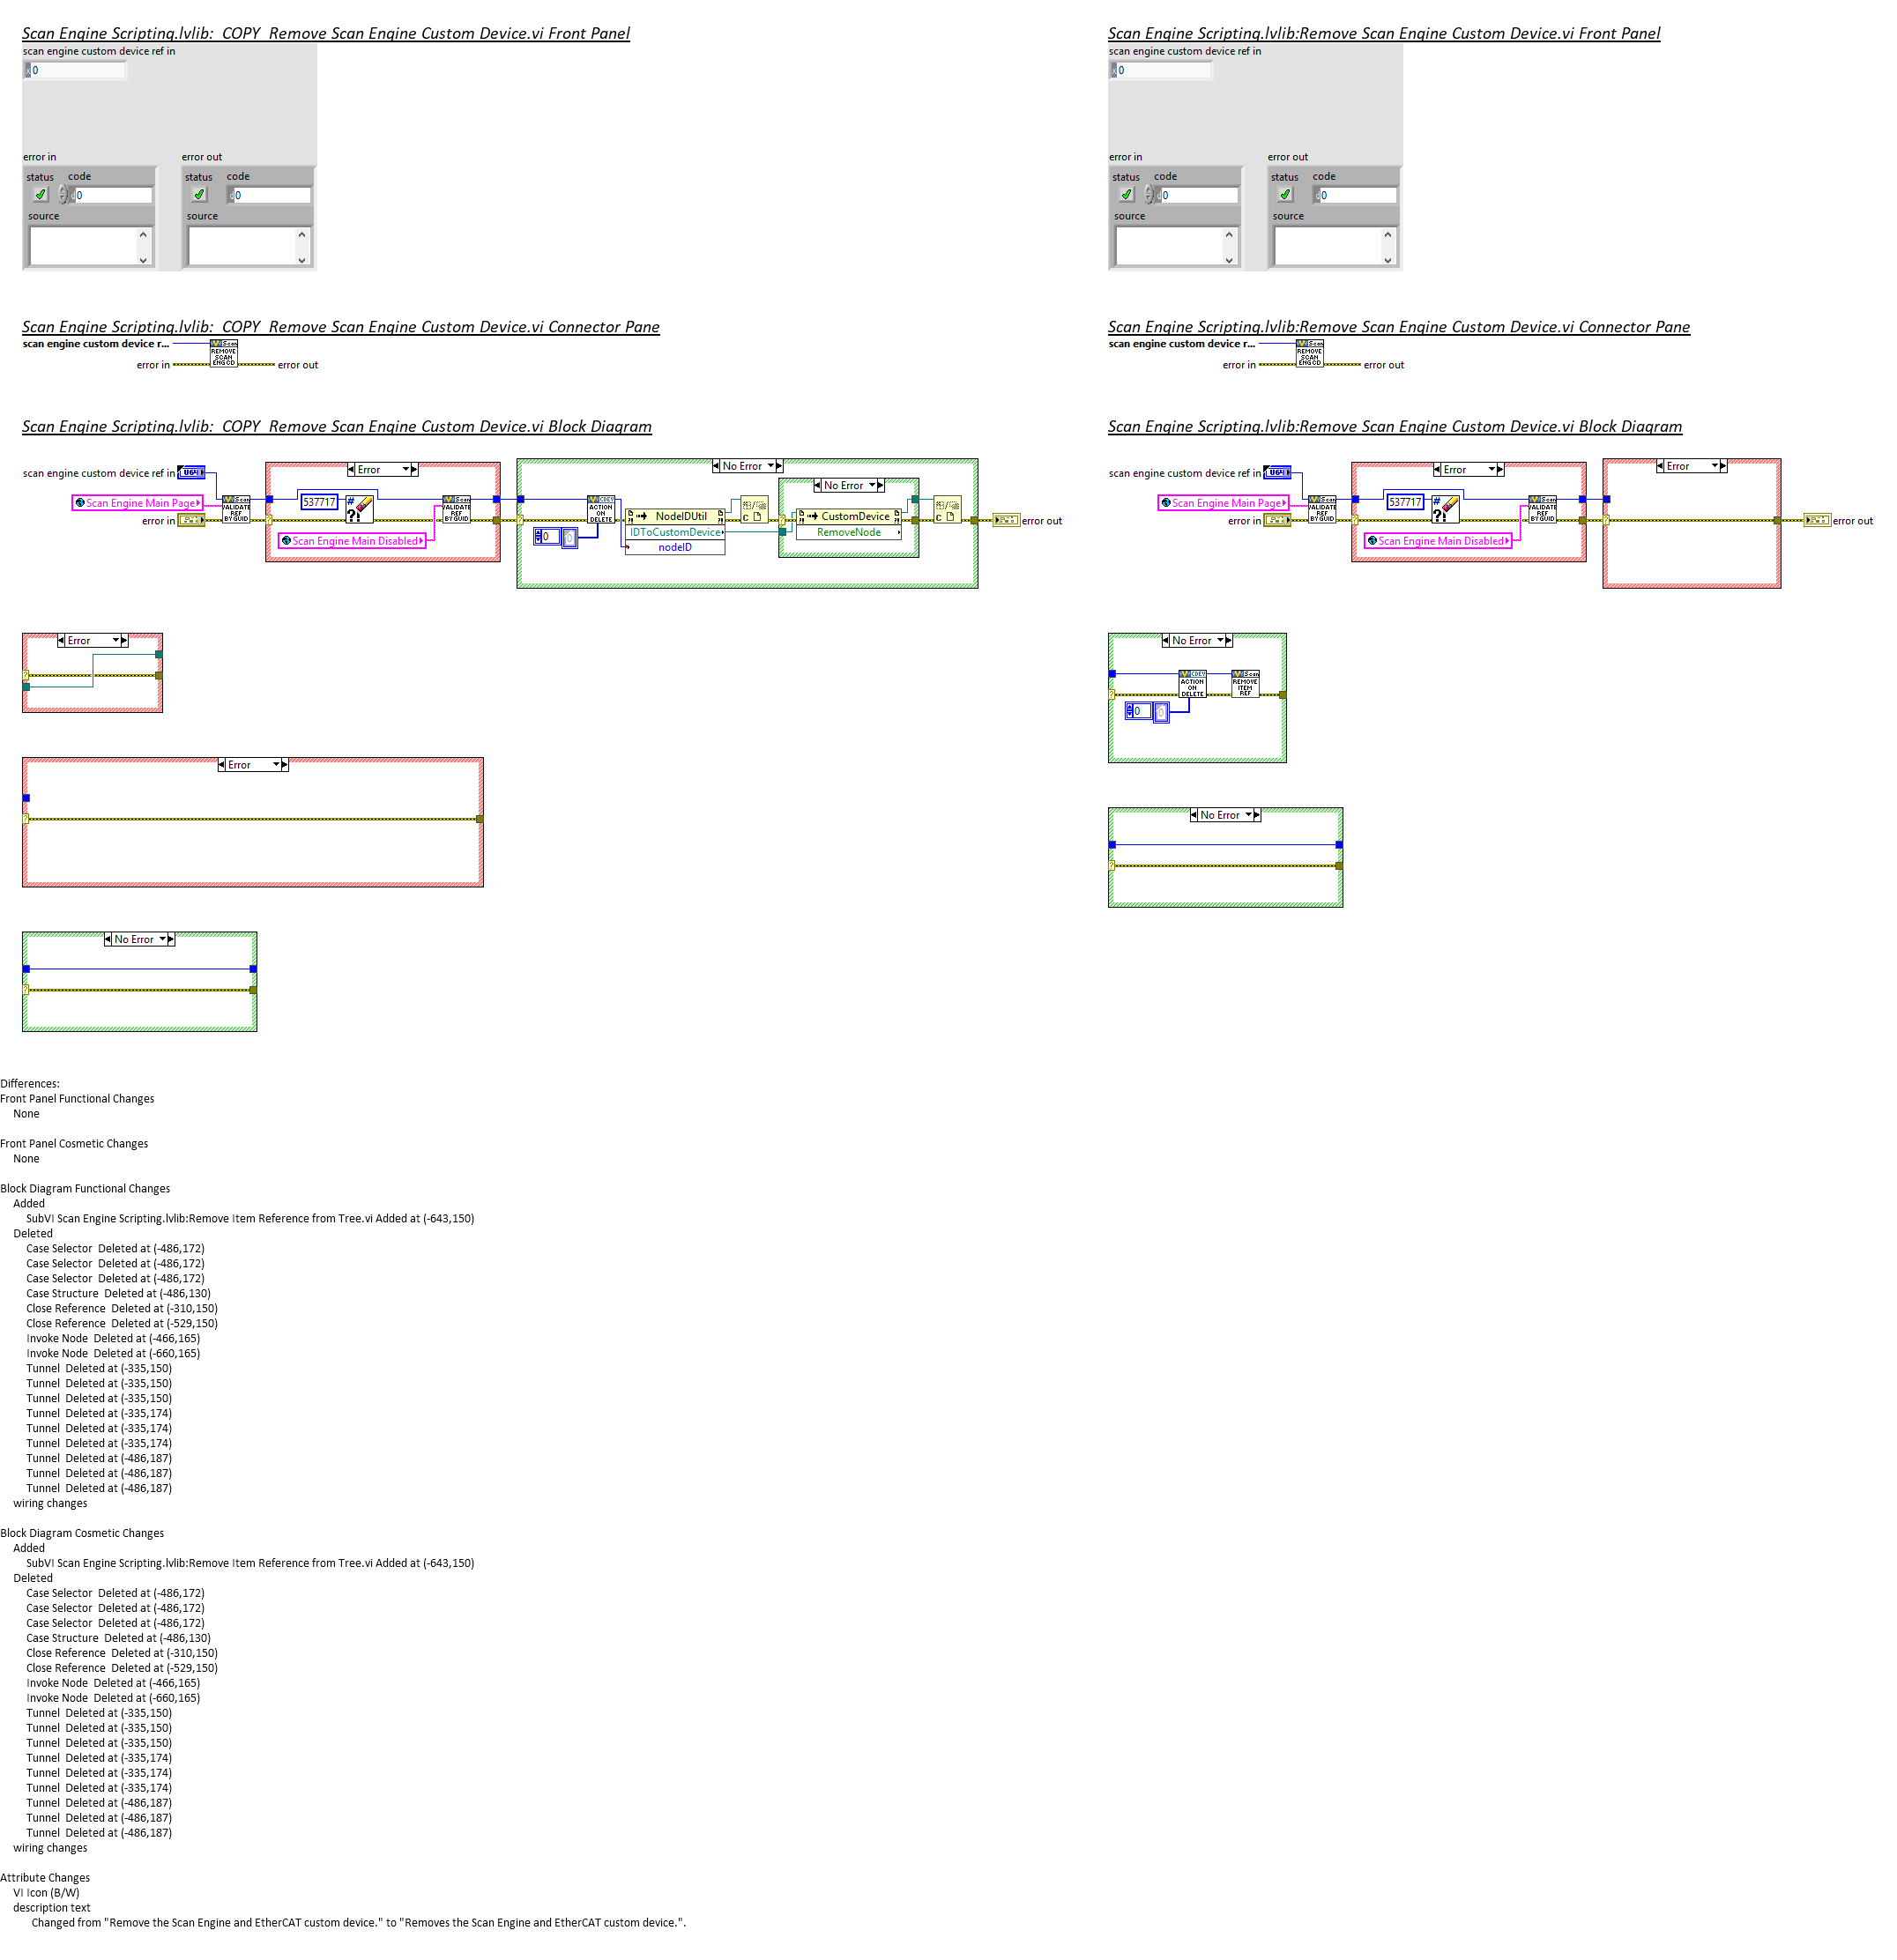 Scan Engine Scripting.lvlib:  COPY  Remove Scan Engine Custom Device.vi Front Panel
scan engine custom device ref in
x 0
error in
error out
status code
d 0
source
status code
d 0
source
Scan Engine Scripting.lvlib:Remove Scan Engine Custom Device.vi Front Panel
scan engine custom device ref in
x 0
error in
error out
status code
d 0
source
status code
d 0
source
Scan Engine Scripting.lvlib:  COPY  Remove Scan Engine Custom Device.vi Connector Pane
scan engine custom device r...
Scan
REMOVE
SCAN
ENG CD
error in
error out
Scan Engine Scripting.lvlib:Remove Scan Engine Custom Device.vi Connector Pane
scan engine custom device r...
Scan
REMOVE
SCAN
ENG CD
error in
error out
Scan Engine Scripting.lvlib:  COPY  Remove Scan Engine Custom Device.vi Block Diagram
scan engine custom device ref in
U64
Scan Engine Main Page
error in
Scan
VALIDATE
REF
BY GUID
Error
537717
#
?!
Scan Engine Main Disabled
Scan
VALIDATE
REF
BY GUID
No Error
CDEV
ACTION
ON
DELETE
0
0
NodeIDUtil
IDToCustomDevice
nodeID
C
No Error
CustomDevice
RemoveNode
C
error out
Scan Engine Scripting.lvlib:Remove Scan Engine Custom Device.vi Block Diagram
scan engine custom device ref in
U64
Scan Engine Main Page
error in
Scan
VALIDATE
REF
BY GUID
Error
537717
#
?!
Scan Engine Main Disabled
Scan
VALIDATE
REF
BY GUID
Error
error out
Error
Error
No Error
No Error
CDEV
ACTION
ON
DELETE
Scan
REMOVE
ITEM
REF
0
0
No Error
Differences:
Front Panel Functional Changes
None
Front Panel Cosmetic Changes
None
Block Diagram Functional Changes
Added
SubVI Scan Engine Scripting.lvlib:Remove Item Reference from Tree.vi Added at (-643,150)
Deleted
Case Selector  Deleted at (-486,172)
Case Selector  Deleted at (-486,172)
Case Selector  Deleted at (-486,172)
Case Structure  Deleted at (-486,130)
Close Reference  Deleted at (-310,150)
Close Reference  Deleted at (-529,150)
Invoke Node  Deleted at (-466,165)
Invoke Node  Deleted at (-660,165)
Tunnel  Deleted at (-335,150)
Tunnel  Deleted at (-335,150)
Tunnel  Deleted at (-335,150)
Tunnel  Deleted at (-335,174)
Tunnel  Deleted at (-335,174)
Tunnel  Deleted at (-335,174)
Tunnel  Deleted at (-486,187)
Tunnel  Deleted at (-486,187)
Tunnel  Deleted at (-486,187)
wiring changes
Block Diagram Cosmetic Changes
Added
SubVI Scan Engine Scripting.lvlib:Remove Item Reference from Tree.vi Added at (-643,150)
Deleted
Case Selector  Deleted at (-486,172)
Case Selector  Deleted at (-486,172)
Case Selector  Deleted at (-486,172)
Case Structure  Deleted at (-486,130)
Close Reference  Deleted at (-310,150)
Close Reference  Deleted at (-529,150)
Invoke Node  Deleted at (-466,165)
Invoke Node  Deleted at (-660,165)
Tunnel  Deleted at (-335,150)
Tunnel  Deleted at (-335,150)
Tunnel  Deleted at (-335,150)
Tunnel  Deleted at (-335,174)
Tunnel  Deleted at (-335,174)
Tunnel  Deleted at (-335,174)
Tunnel  Deleted at (-486,187)
Tunnel  Deleted at (-486,187)
Tunnel  Deleted at (-486,187)
wiring changes
Attribute Changes
VI Icon (B/W)
description text
Changed from "Remove the Scan Engine and EtherCAT custom device." to "Removes the Scan Engine and EtherCAT custom device.".